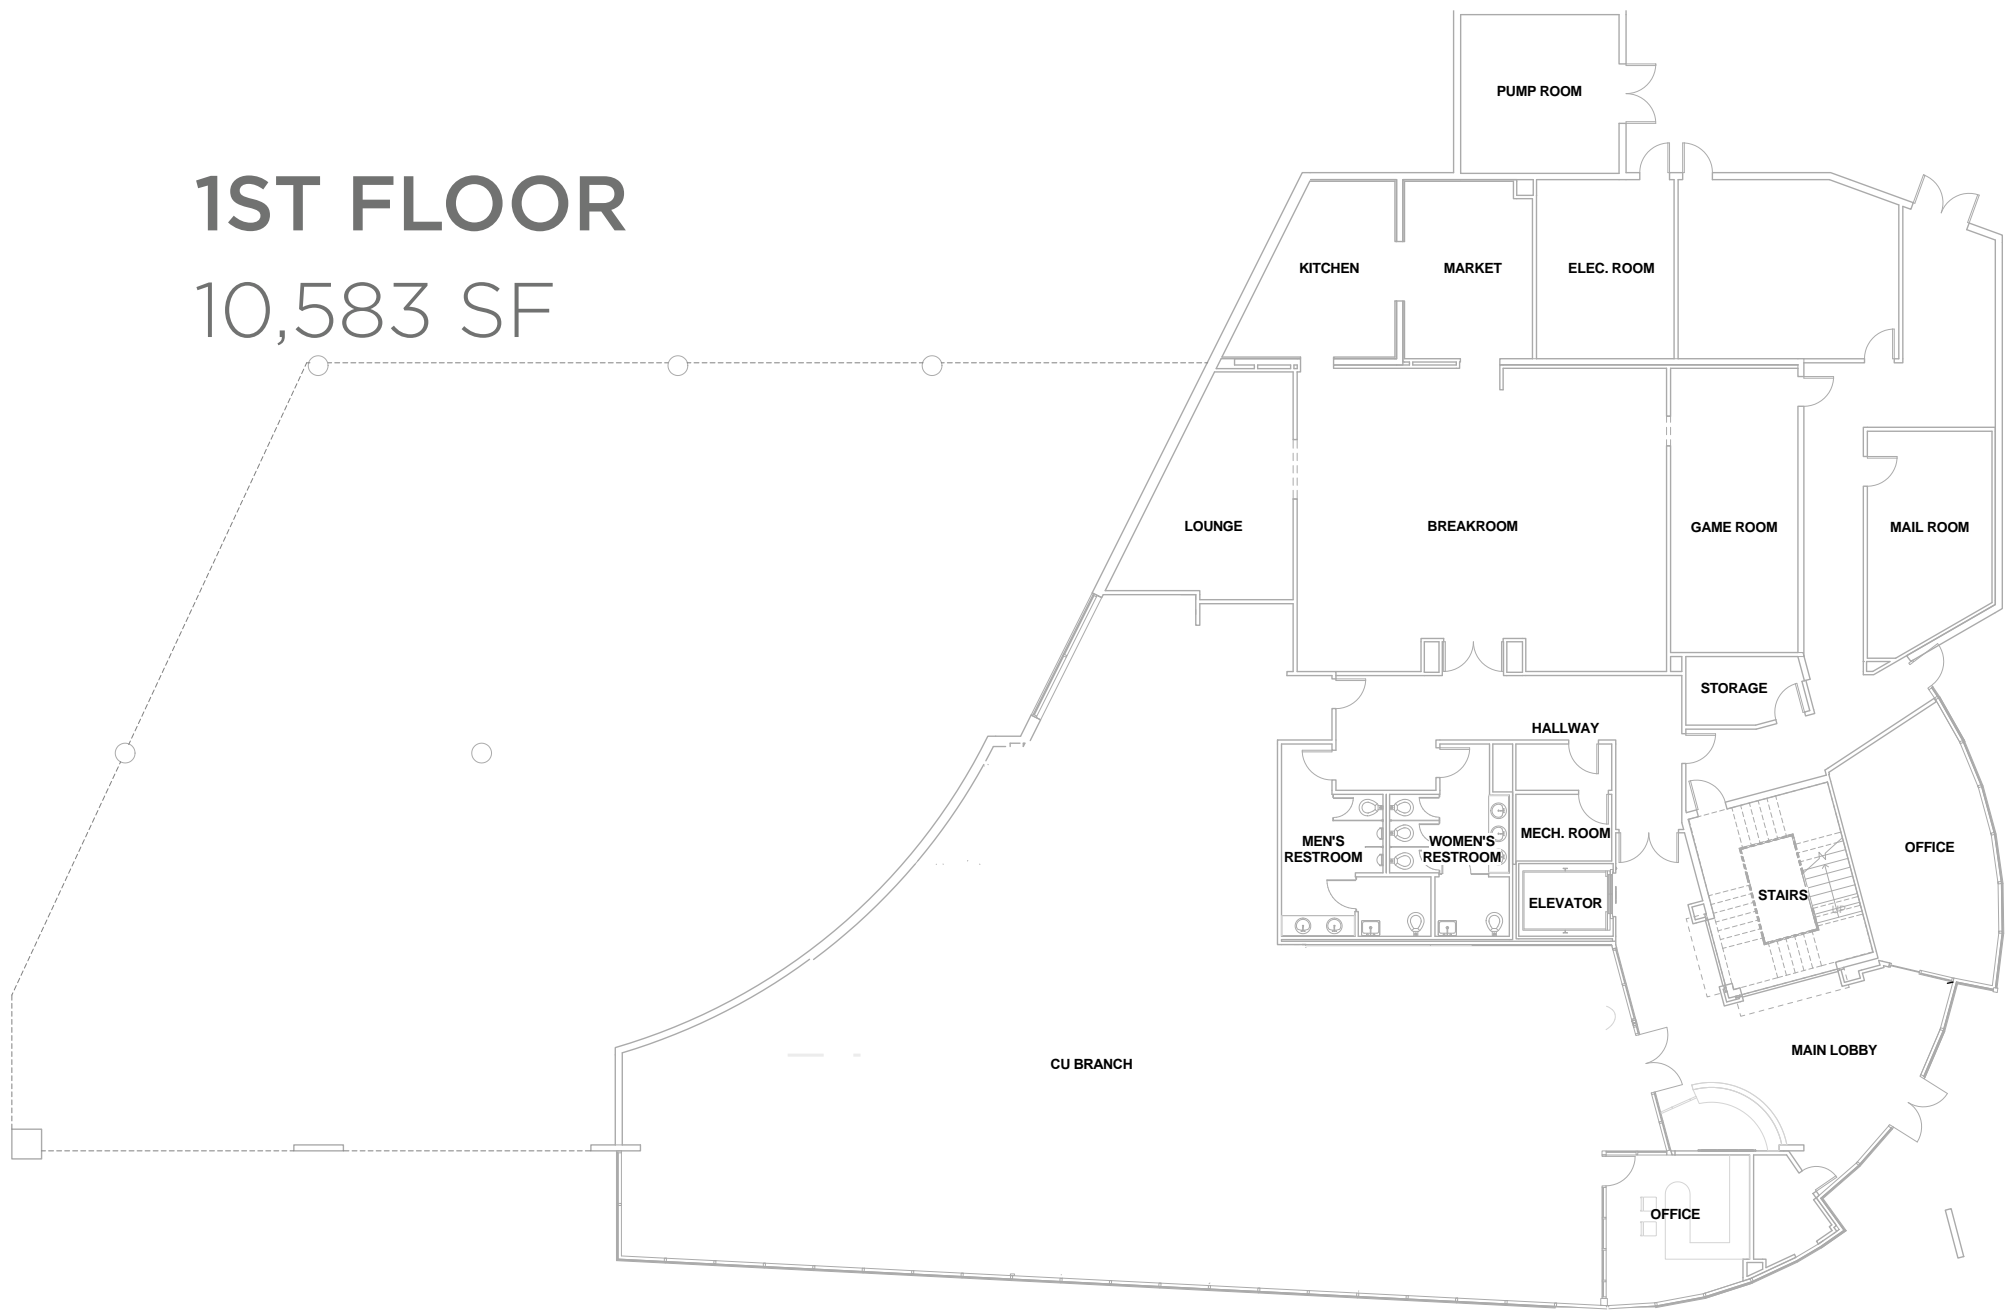 1ST FLOOR
10,583 SF
PUMP ROOM
KITCHEN
MARKET
ELEC. ROOM
LOUNGE
BREAKROOM
GAME ROOM
MAIL ROOM
STORAGE
HALLWAY
MEN'S
RESTROOM
WOMEN'S
RESTROOM
MECH. ROOM
OFFICE
ELEVATOR
STAIRS
CU BRANCH
MAIN LOBBY
OFFICE